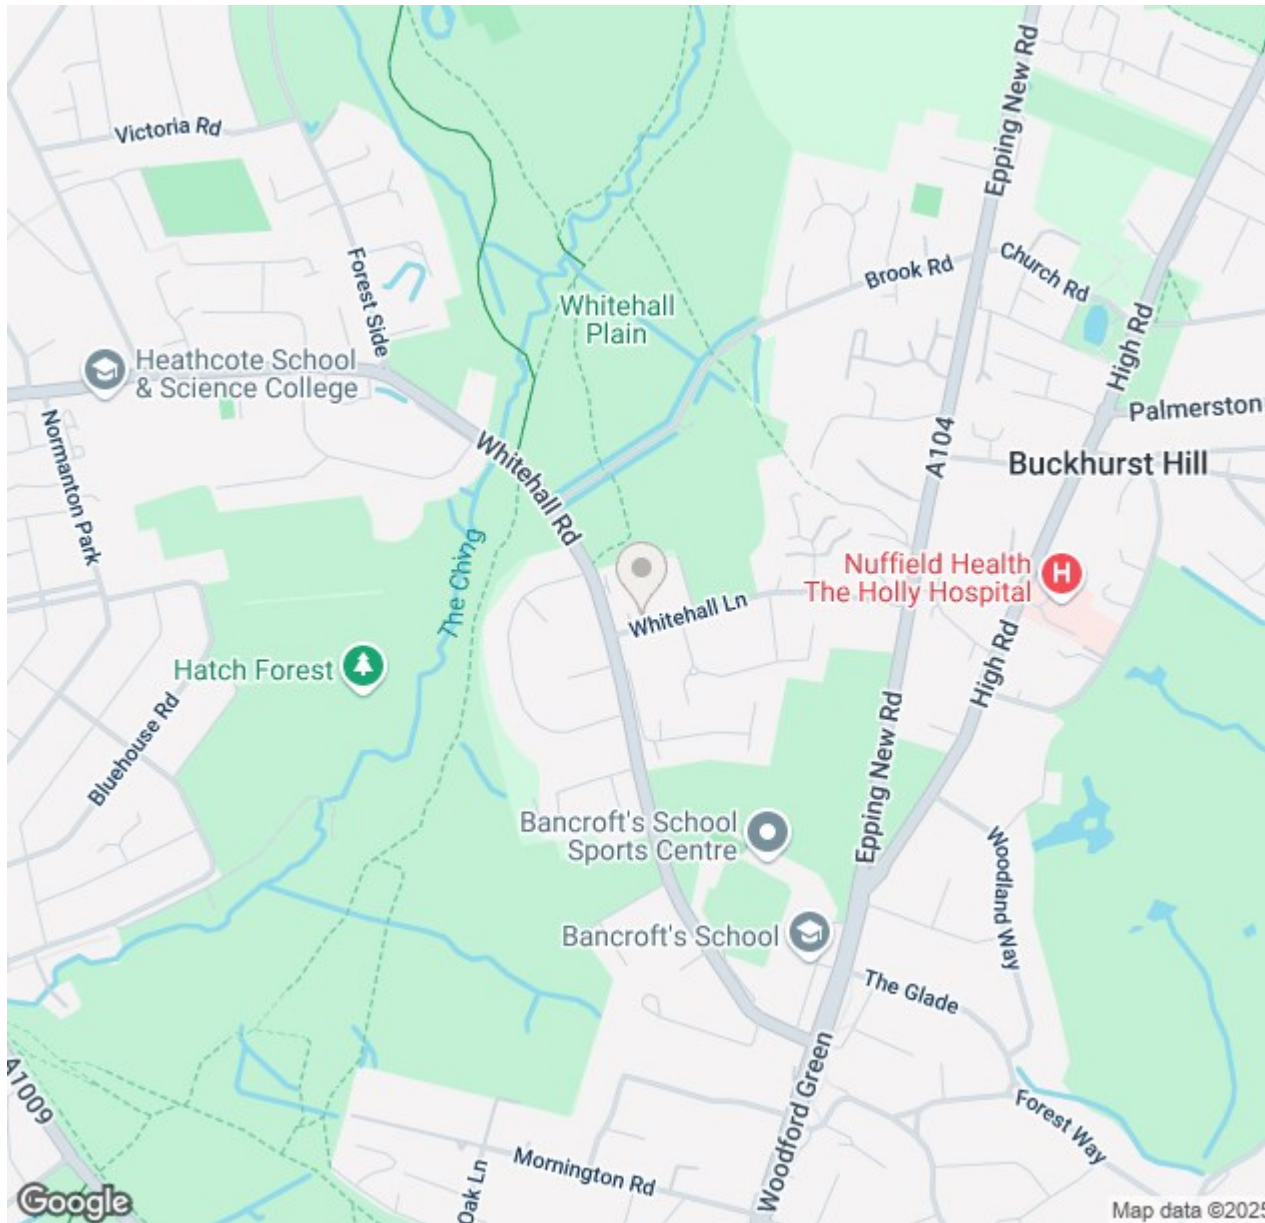 Victoria Rd
Epping New Rd
Forest Side
Brook Rd
Church Rd
Whitehall
Plain
High Rd
Heathcote School
& Science College
Palmerston
Normanton Park
Whitehall Rd
A104
Buckhurst Hill
The Ching
Nuffield Health
The Holly Hospital
Whitehall Ln
Hatch Forest
High Rd
Bluehouse Rd
Epping New Rd
Bancroft's School
Sports Centre
Woodland Way
Bancroft's School
The Glade
A1009
Woodford Green
Forest Way
Mornington Rd
Oak Ln
Google
Map data ©2025